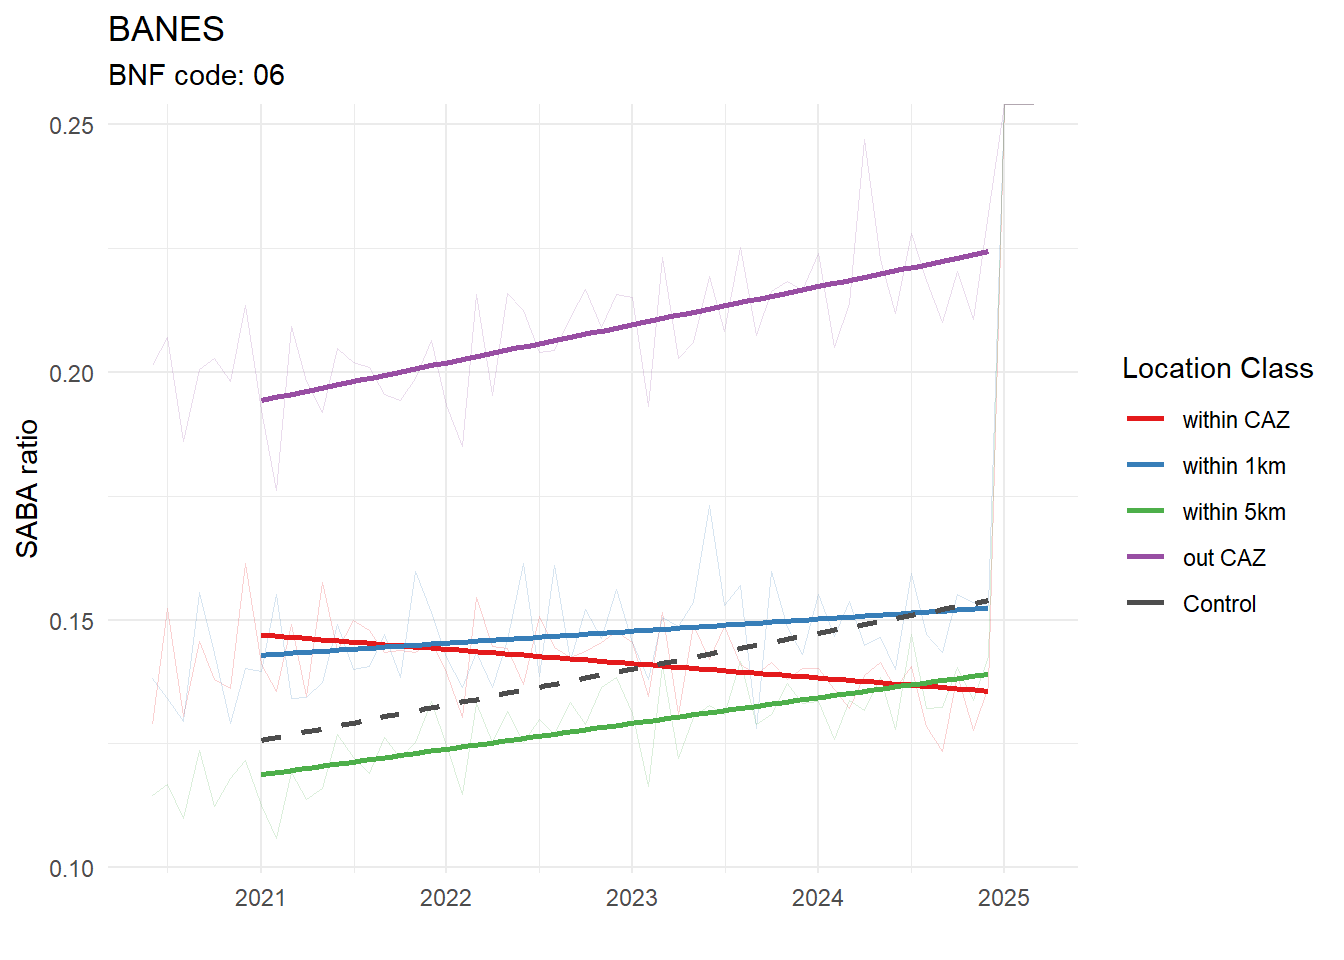 BANES
BNF code: 06
0.25
0.20
0.15
0.10
SABA ratio
2021
2022
2023
2024
2025
Location Class
within CAZ
within 1km
within 5km
out CAZ
Control